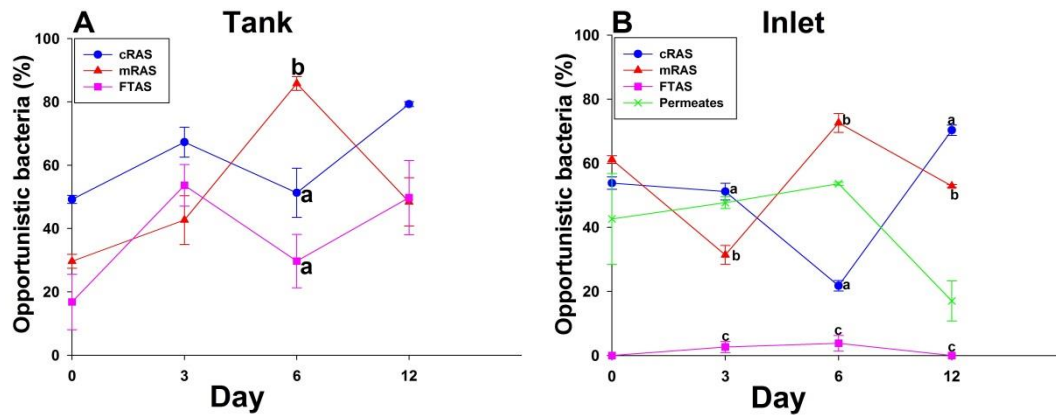 A Tank
Opportunistic bacteria (%)
100
80
60
40
20
0
cRAS
mRAS
FTAS
b
a
a
0 3 6 12
Day
B Inlet
Opportunistic bacteria (%)
100
80
60
40
20
0
cRAS
mRAS
FTAS
Permeates
a
b
c
b
a
c
a
b
c
0 3 6 12
Day